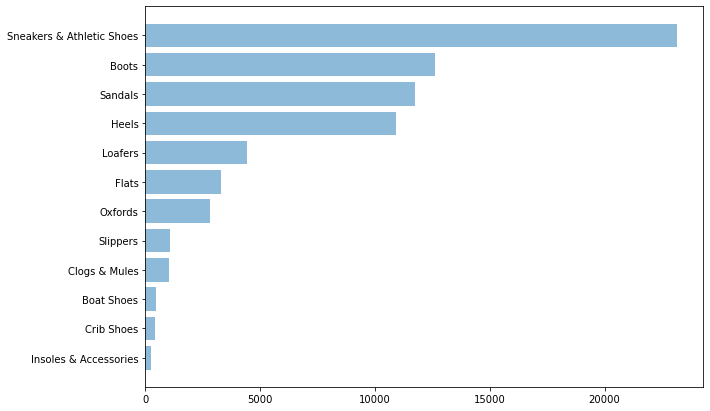 Sneakers & Athletic Shoes
Boots
Sandals
Heels
Loafers
Flats
Oxfords
Slippers
Clogs & Mules
Boat Shoes
Crib Shoes
Insoles & Accessories
0 5000 10000 15000 20000